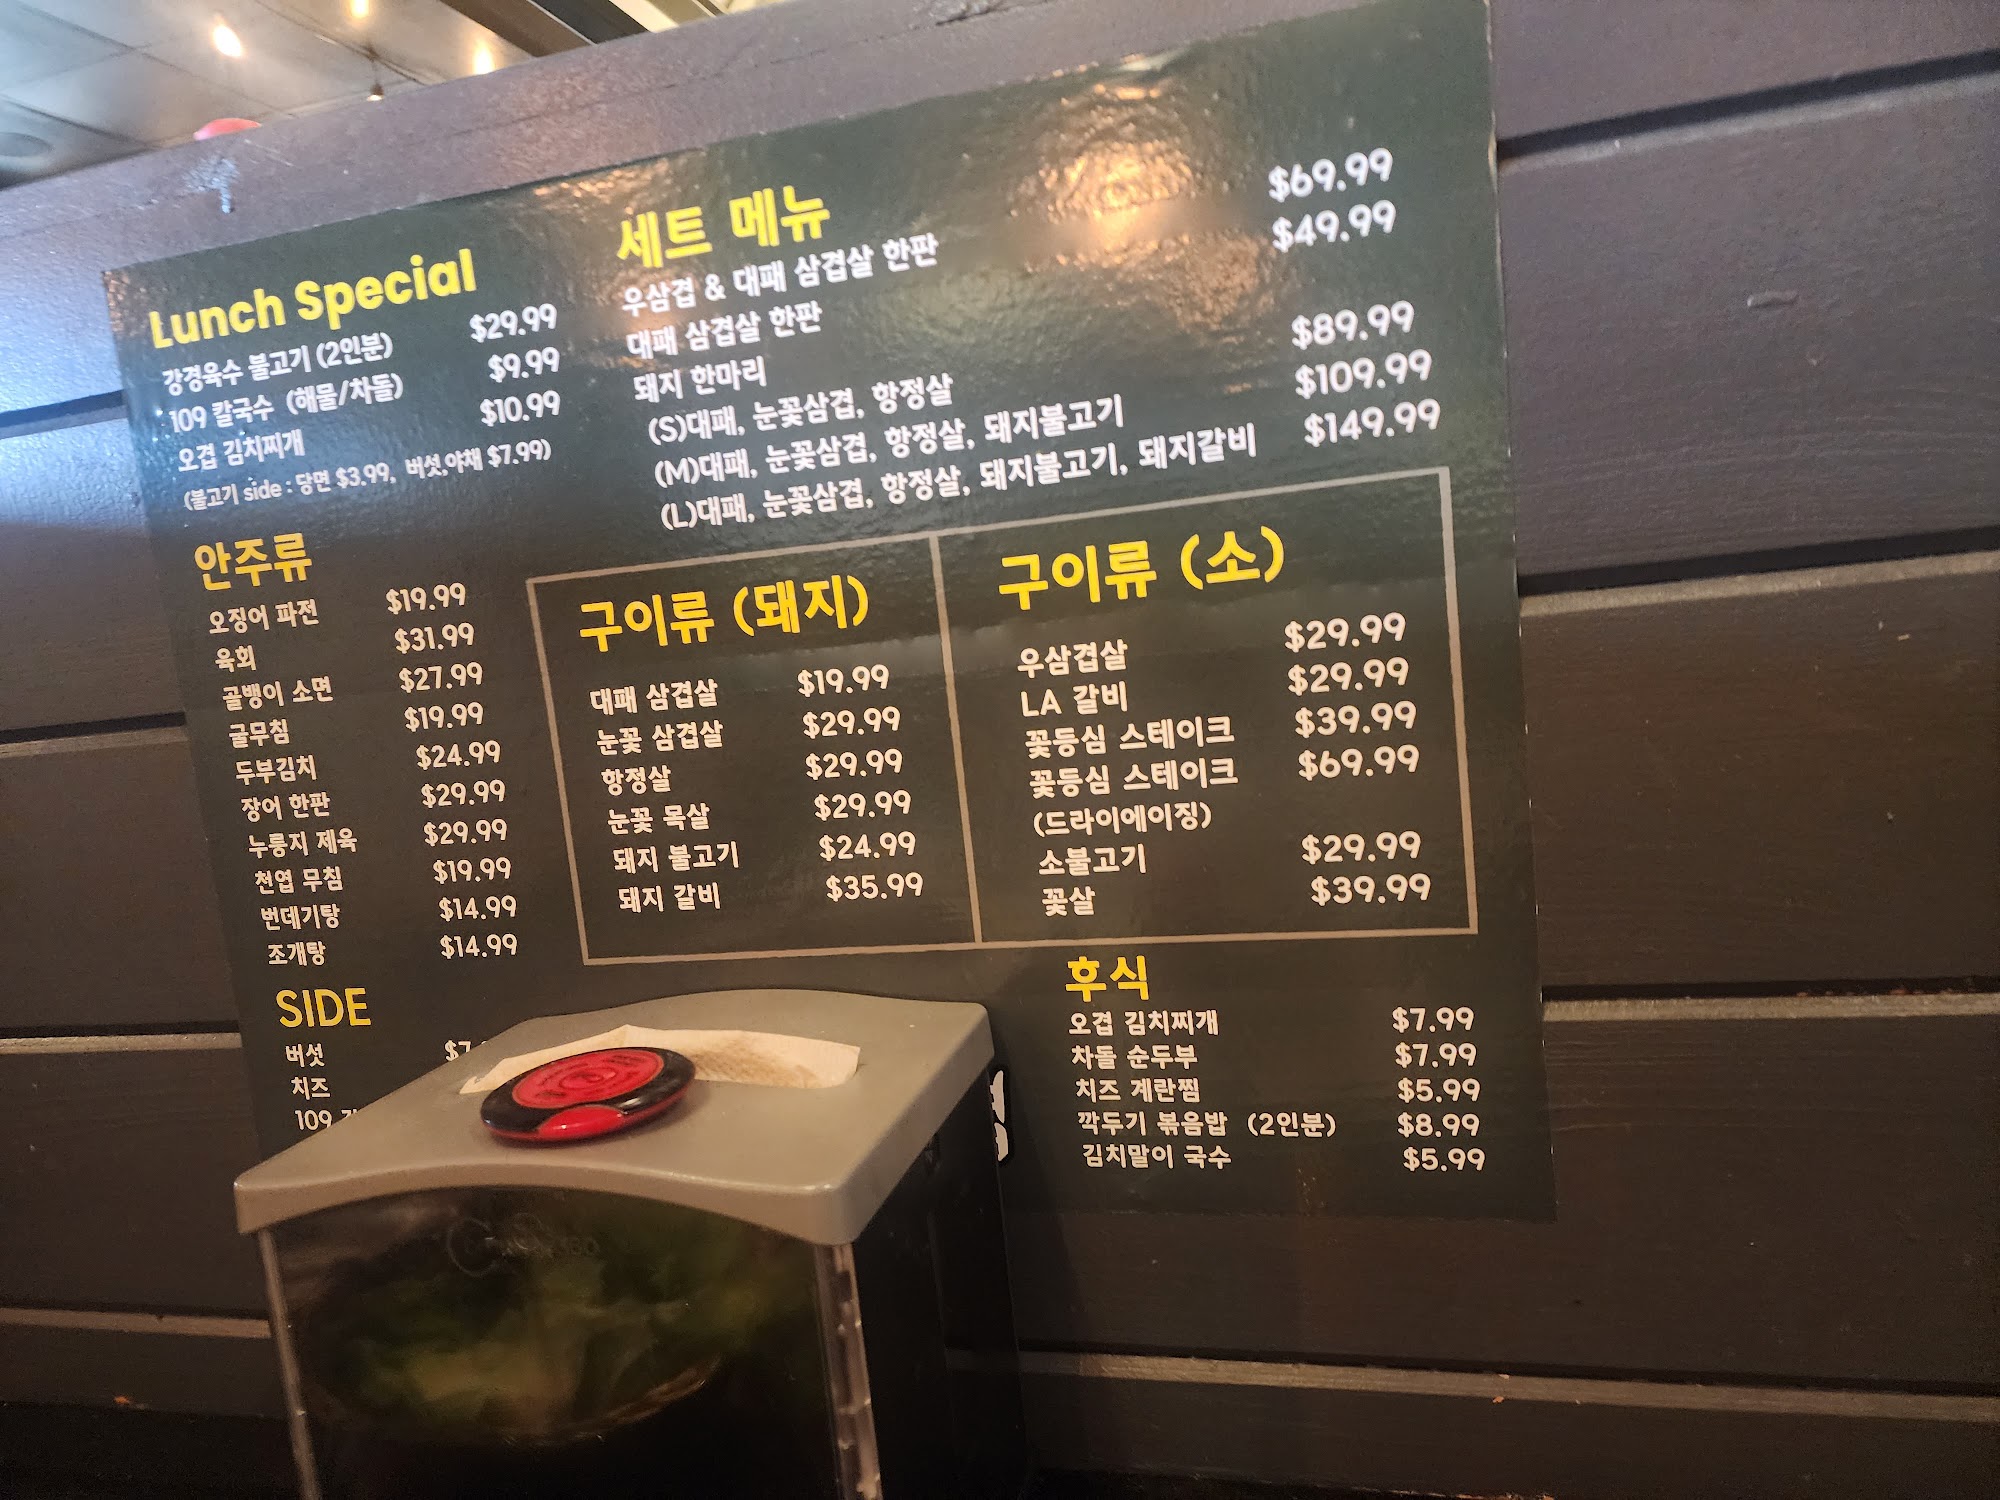 Lunch Special
강경육수 불고기 (2인분) $29.99
109 칼국수 (해물/차돌) $9.99
오겹 김치찌개 $10.99
(불고기 side : 당면 $3.99, 버섯,야채 $7.99)
세트 메뉴
우삼겹 & 대패 삼겹살 한판 $69.99
대패 삼겹살 한판 $49.99
돼지 한마리
(S)대패, 눈꽃삼겹, 항정살 $89.99
(M)대패, 눈꽃삼겹, 항정살, 돼지불고기 $109.99
(L)대패, 눈꽃삼겹, 항정살, 돼지불고기, 돼지갈비 $149.99
안주류
오징어 파전 $19.99
육회 $31.99
골뱅이 소면 $27.99
굴무침 $19.99
두부김치 $24.99
장어 한판 $29.99
누룽지 제육 $29.99
천엽 무침 $19.99
번데기탕 $14.99
조개탕 $14.99
구이류 (돼지)
대패 삼겹살 $19.99
눈꽃 삼겹살 $29.99
항정살 $29.99
눈꽃 목살 $29.99
돼지 불고기 $24.99
돼지 갈비 $35.99
구이류 (소)
우삼겹살 $29.99
LA 갈비 $29.99
꽃등심 스테이크 $39.99
꽃등심 스테이크 $69.99
(드라이에이징)
소불고기 $29.99
꽃살 $39.99
SIDE
버섯
치즈
109
후식
오겹 김치찌개 $7.99
차돌 순두부 $7.99
치즈 계란찜 $5.99
깍두기 볶음밥 (2인분) $8.99
김치말이 국수 $5.99